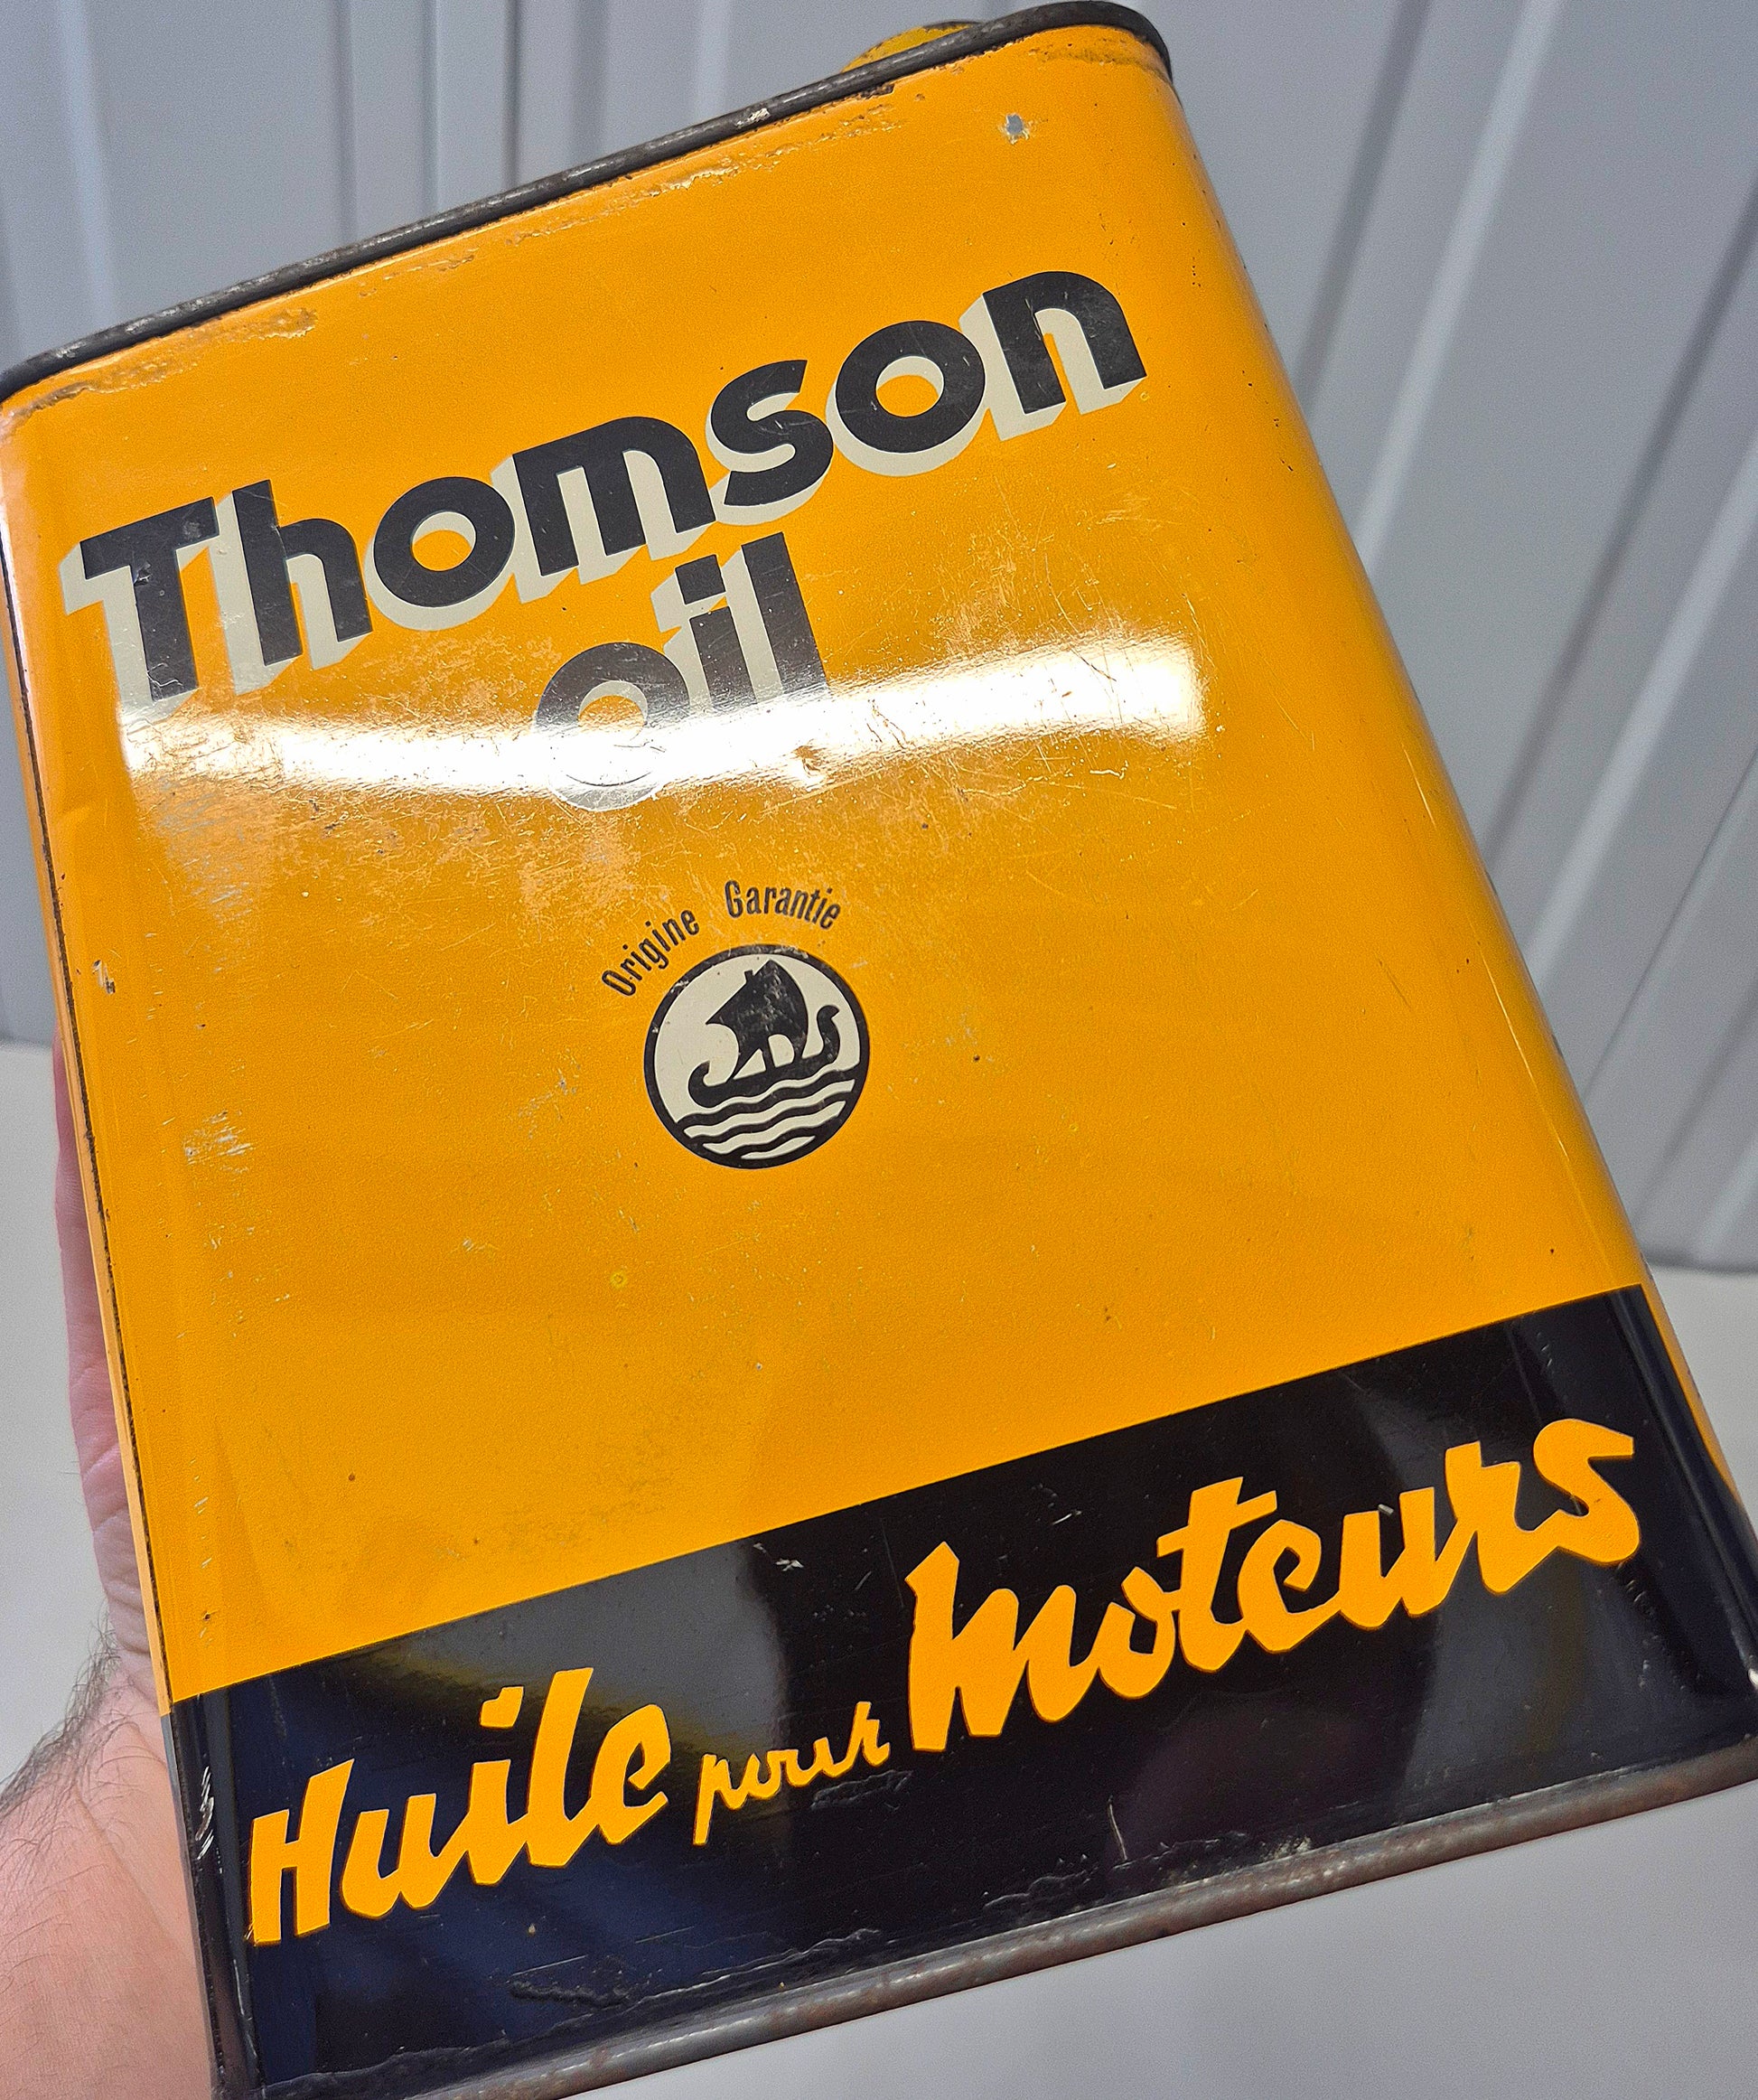 Thomson
oil
Origine Garantie
Huile pour Moteurs